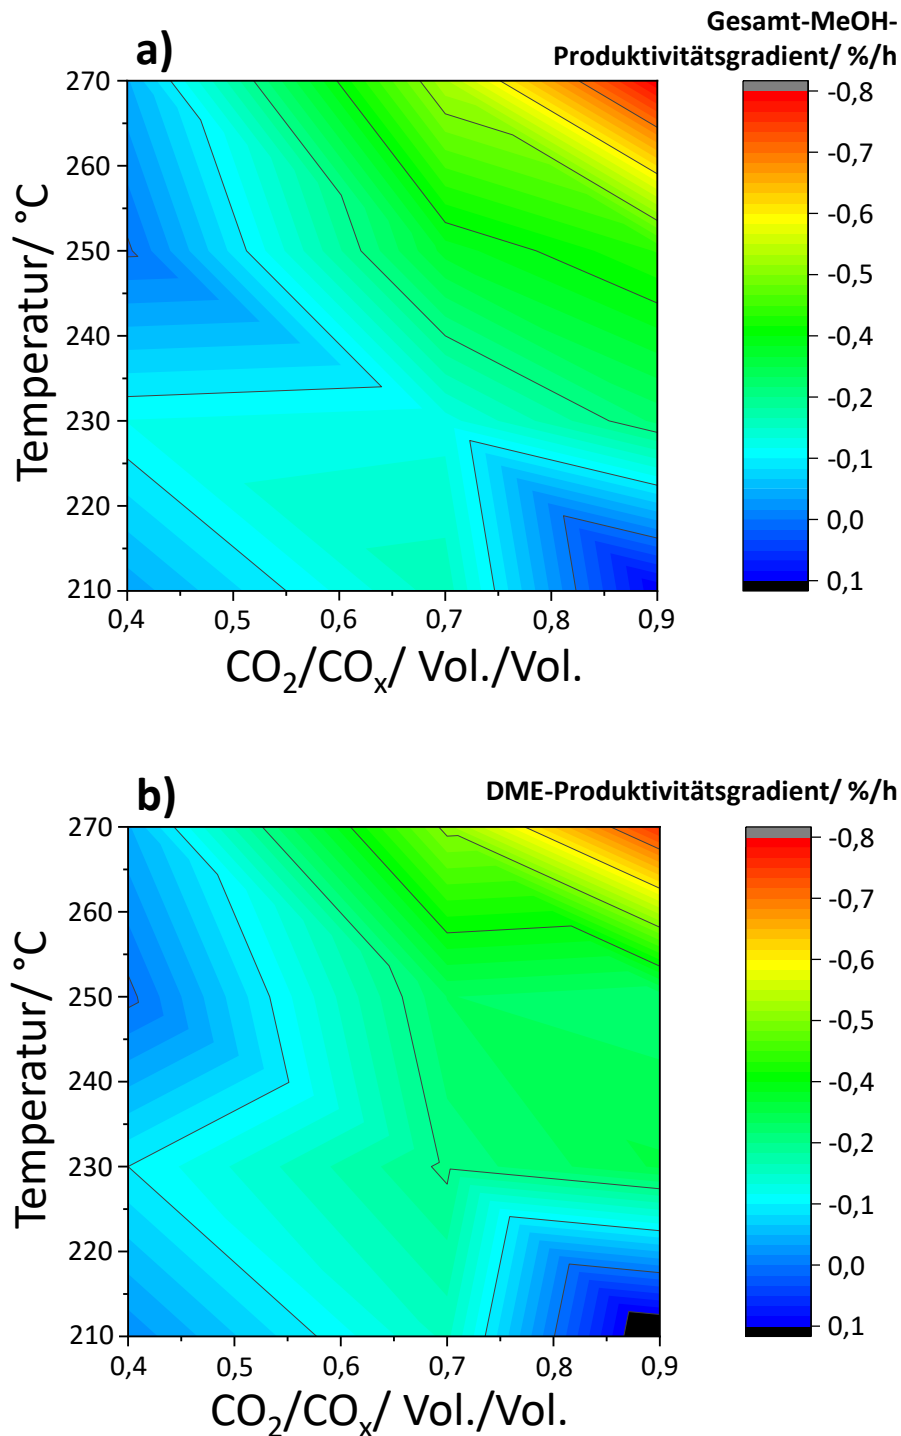 a)
Gesamt-MeOH-
Produktivitätsgradient/ %/h
Temperatur/ °C
270
260
250
240
230
220
210
0,4 0,5 0,6 0,7 0,8 0,9
CO₂/COₓ/ Vol./Vol.
-0,8
-0,7
-0,6
-0,5
-0,4
-0,2
-0,1
0,0
0,1
b)
DME-Produktivitätsgradient/ %/h
Temperatur/ °C
270
260
250
240
230
220
210
0,4 0,5 0,6 0,7 0,8 0,9
CO₂/COₓ/ Vol./Vol.
-0,8
-0,7
-0,6
-0,5
-0,4
-0,2
-0,1
0,0
0,1